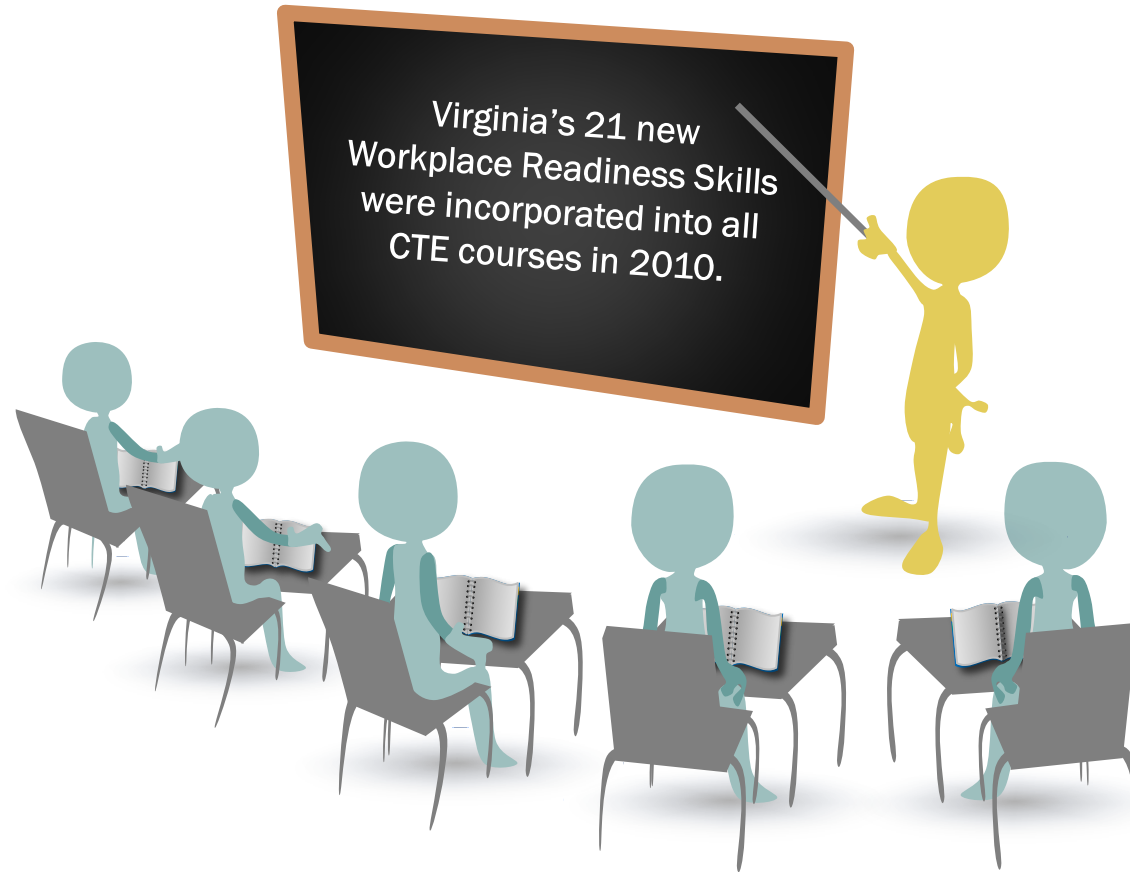 Virginia’s 21 new
Workplace Readiness Skills
were incorporated into all
CTE courses in 2010.